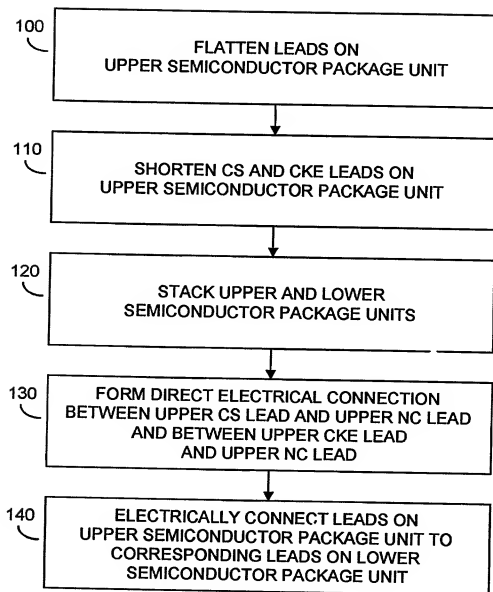 100
FLATTEN LEADS ON
UPPER SEMICONDUCTOR PACKAGE UNIT
110
SHORTEN CS AND CKE LEADS ON
UPPER SEMICONDUCTOR PACKAGE UNIT
120
STACK UPPER AND LOWER
SEMICONDUCTOR PACKAGE UNITS
130
FORM DIRECT ELECTRICAL CONNECTION
BETWEEN UPPER CS LEAD AND UPPER NC LEAD
AND BETWEEN UPPER CKE LEAD
AND UPPER NC LEAD
140
ELECTRICALLY CONNECT LEADS ON
UPPER SEMICONDUCTOR PACKAGE UNIT TO
CORRESPONDING LEADS ON LOWER
SEMICONDUCTOR PACKAGE UNIT